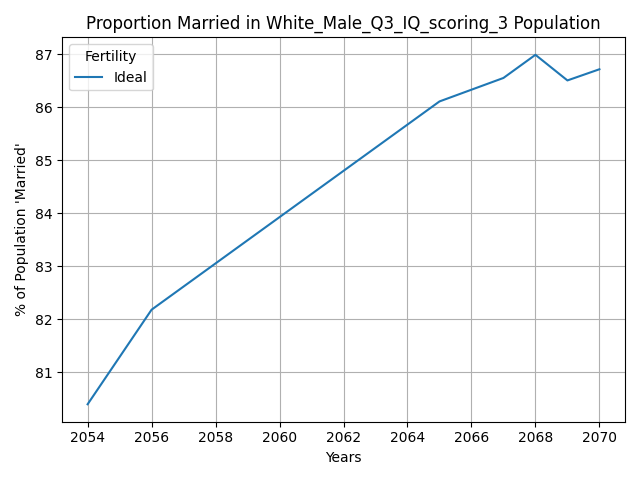 Proportion Married in White_Male_Q3_IQ_scoring_3 Population
Fertility
Ideal
% of Population 'Married'
87
86
85
84
83
82
81
2054 2056 2058 2060 2062 2064 2066 2068 2070
Years